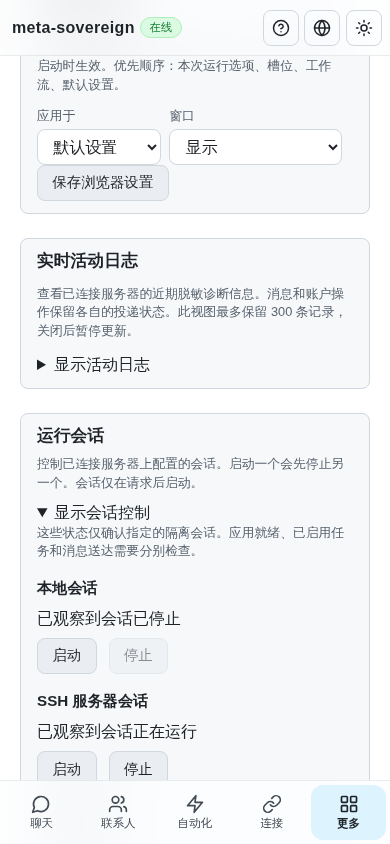 meta-sovereign 在线
启动时生效。优先顺序：本次运行选项、槽位、工作
流、默认设置。
应用于 窗口
默认设置 显示
保存浏览器设置
实时活动日志
查看已连接服务器的近期脱敏诊断信息。消息和账户操
作保留各自的投递状态。此视图最多保留 300 条记录，
关闭后暂停更新。
显示活动日志
运行会话
控制已连接服务器上配置的会话。启动一个会先停止另
一个。会话仅在请求后启动。
显示会话控制
这些状态仅确认指定的隔离会话。应用就绪、已启用任
务和消息送达需要分别检查。
本地会话
已观察到会话已停止
启动 停止
SSH 服务器会话
已观察到会话正在运行
启动 停止
聊天 联系人 自动化 连接 更多